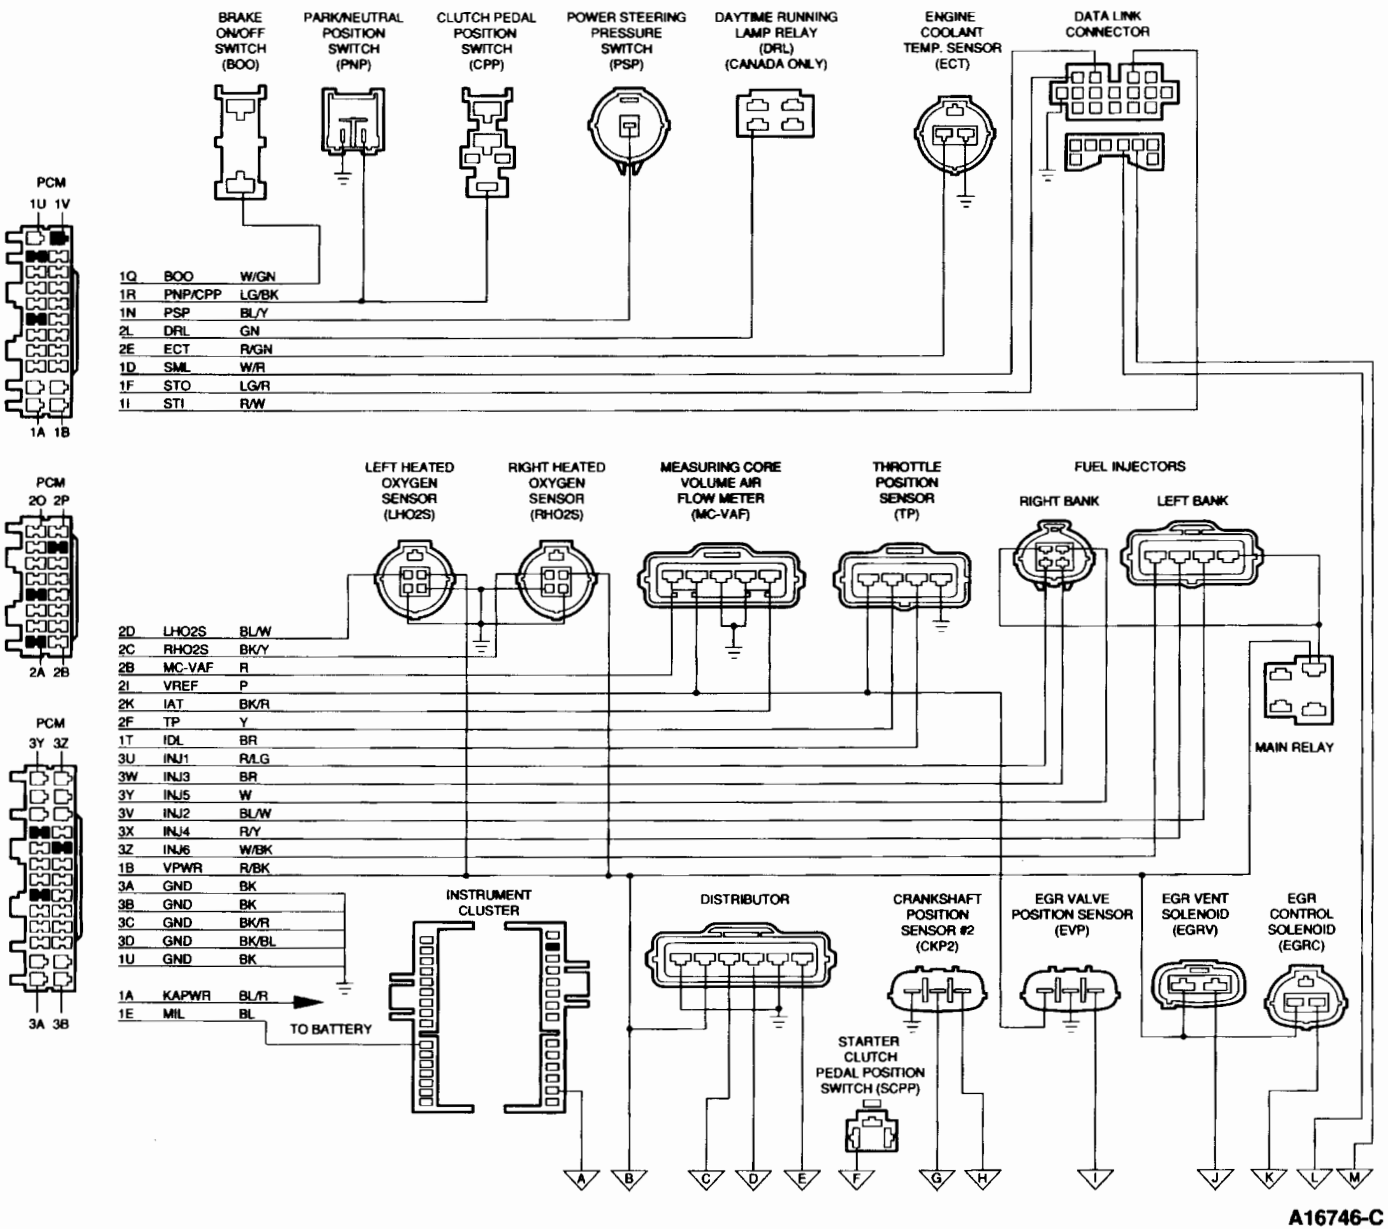 BRAKE
ON/OFF
SWITCH
(BOO)
PARK/NEUTRAL
POSITION
SWITCH
(PNP)
CLUTCH PEDAL
POSITION
SWITCH
(CPP)
POWER STEERING
PRESSURE
SWITCH
(PSP)
DAYTIME RUNNING
LAMP RELAY
(DRL)
(CANADA ONLY)
ENGINE
COOLANT
TEMP. SENSOR
(ECT)
DATA LINK
CONNECTOR
PCM
1U 1V
1A 1B
1Q BOO W/GN
1R PNP/CPP LG/BK
1N PSP BL/Y
2L DRL GN
2E ECT R/GN
1D SML W/R
1F STO LG/R
1I STI R/W
LEFT HEATED
OXYGEN
SENSOR
(LHO2S)
RIGHT HEATED
OXYGEN
SENSOR
(RHO2S)
MEASURING CORE
VOLUME AIR
FLOW METER
(MC-VAF)
THROTTLE
POSITION
SENSOR
(TP)
FUEL INJECTORS
RIGHT BANK
LEFT BANK
PCM
2O 2P
2A 2B
2D LHO2S BL/W
2C RHO2S BK/Y
2B MC-VAF R
2I VREF P
2K IAT BK/R
2F TP Y
1T IDL BR
3U INJ1 R/LG
3W INJ3 BR
3Y INJ5 W
3V INJ2 BL/W
3X INJ4 R/Y
3Z INJ6 W/BK
1B VPWR R/BK
3A GND BK
3B GND BK
3C GND BK/R
3D GND BK/BL
1U GND BK
1A KAPWR BL/R
1E MIL BL
TO BATTERY
MAIN RELAY
PCM
3Y 3Z
3A 3B
INSTRUMENT
CLUSTER
DISTRIBUTOR
CRANKSHAFT
POSITION
SENSOR #2
(CKP2)
EGR VALVE
POSITION SENSOR
(EVP)
EGR VENT
SOLENOID
(EGRV)
EGR
CONTROL
SOLENOID
(EGRC)
STARTER
CLUTCH
PEDAL POSITION
SWITCH (SCPP)
A B C D E F G H I J K L M
A16746-C